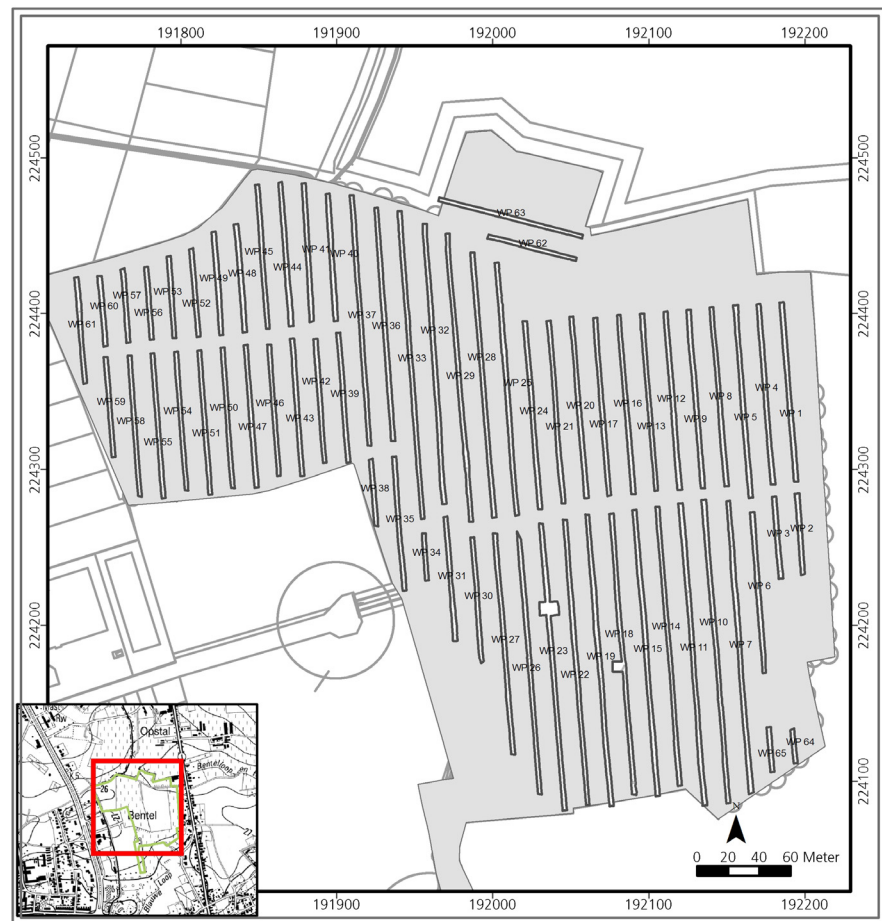 191800 191900 192000 192100 192200
224500
224400
224300
224200
224100
224500
224400
224300
224200
224100
WP 63
WP 62
WP 45
WP 41
WP 40
WP 44
WP 48
WP 49
WP 53
WP 57
WP 60
WP 52
WP 56
WP 61
WP 37
WP 36
WP 32
WP 33
WP 28
WP 29
WP 25
WP 24
WP 20
WP 21
WP 16
WP 17
WP 12
WP 13
WP 8
WP 9
WP 4
WP 5
WP 1
WP 59
WP 58
WP 54
WP 55
WP 50
WP 51
WP 46
WP 47
WP 42
WP 43
WP 39
WP 38
WP 35
WP 34
WP 31
WP 30
WP 27
WP 26
WP 23
WP 22
WP 19
WP 18
WP 15
WP 14
WP 11
WP 10
WP 7
WP 6
WP 3
WP 2
WP 65
WP 64
N
0 20 40 60 Meter
191900 192000 192100 192200
Opstal
Rw
Bentel